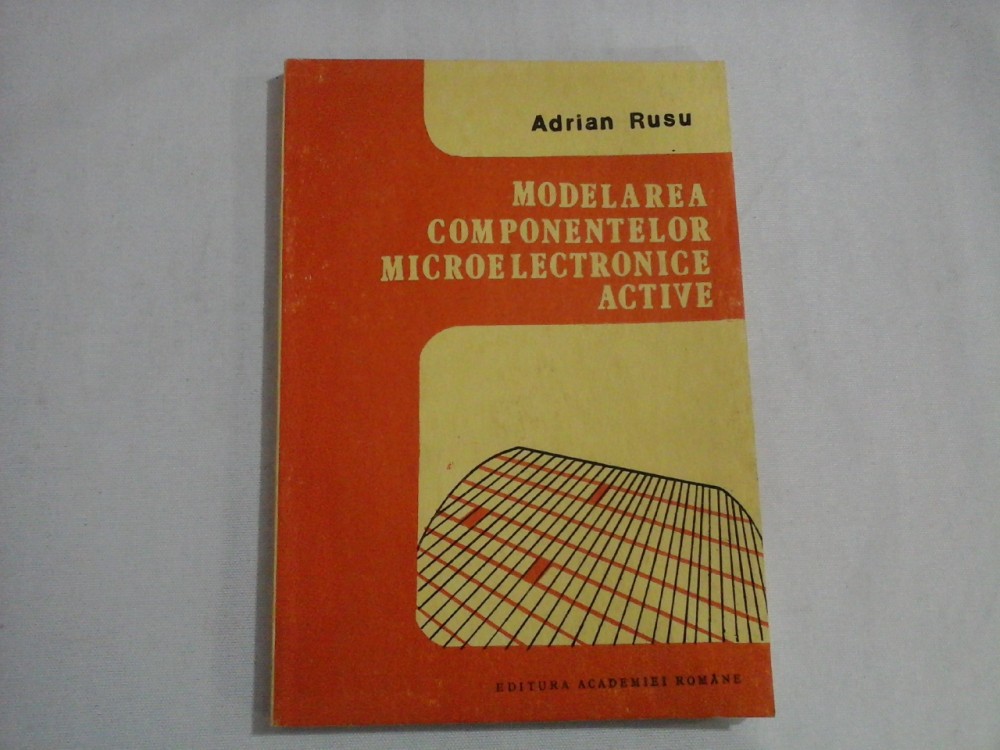 Adrian Rusu
MODELAREA
COMPONENTELOR
MICROELECTRONICE
ACTIVE
EDITURA ACADEMIEI ROMÂNE